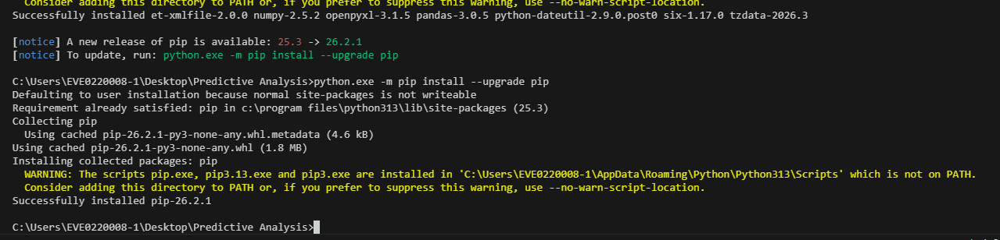 Consider adding this directory to PATH or, if you prefer to suppress this warning, use --no-warn-script-location.
Successfully installed et-xmlfile-2.0.0 numpy-2.5.2 openpyxl-3.1.5 pandas-3.0.5 python-dateutil-2.9.0.post0 six-1.17.0 tzdata-2026.3
[notice] A new release of pip is available: 25.3 -> 26.2.1
[notice] To update, run: python.exe -m pip install --upgrade pip
C:\Users\EVE0220008-1\Desktop\Predictive Analysis>python.exe -m pip install --upgrade pip
Defaulting to user installation because normal site-packages is not writeable
Requirement already satisfied: pip in c:\program files\python313\lib\site-packages (25.3)
Collecting pip
  Using cached pip-26.2.1-py3-none-any.whl.metadata (4.6 kB)
Using cached pip-26.2.1-py3-none-any.whl (1.8 MB)
Installing collected packages: pip
  WARNING: The scripts pip.exe, pip3.13.exe and pip3.exe are installed in 'C:\Users\EVE0220008-1\AppData\Roaming\Python\Python313\Scripts' which is not on PATH.
  Consider adding this directory to PATH or, if you prefer to suppress this warning, use --no-warn-script-location.
Successfully installed pip-26.2.1
C:\Users\EVE0220008-1\Desktop\Predictive Analysis>